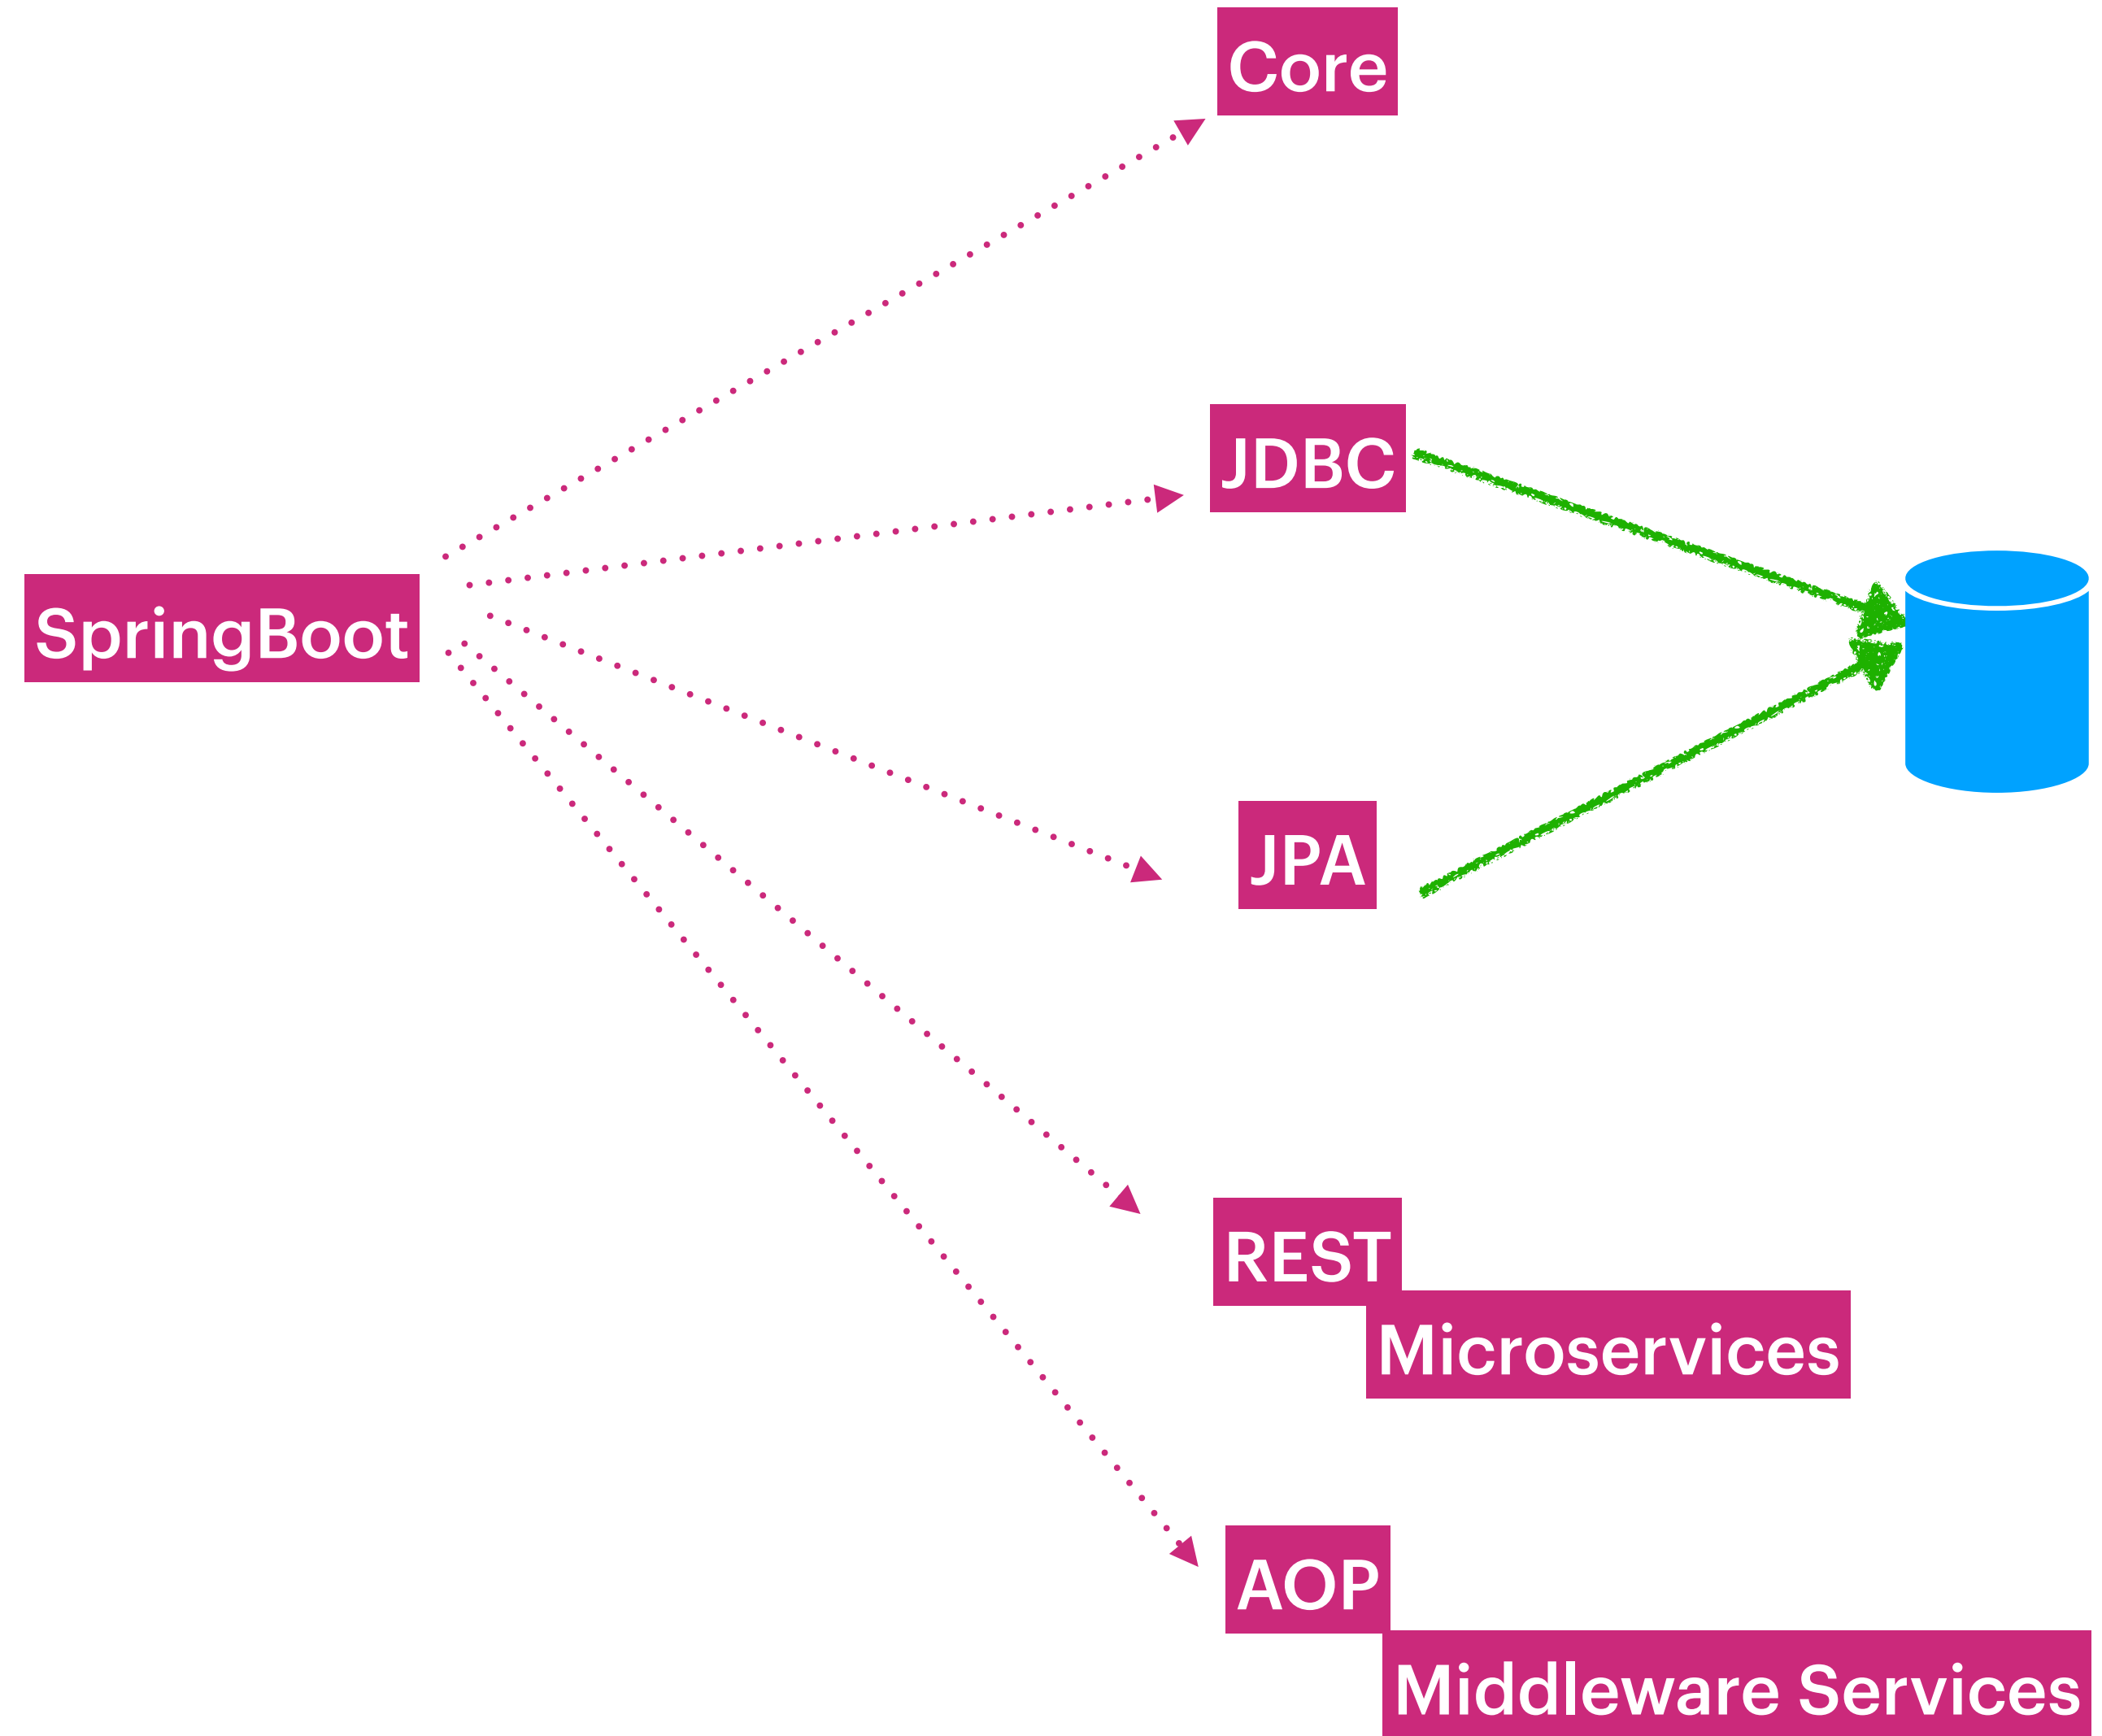 Core
JDBC
SpringBoot
JPA
REST
Microservices
AOP
Middleware Services